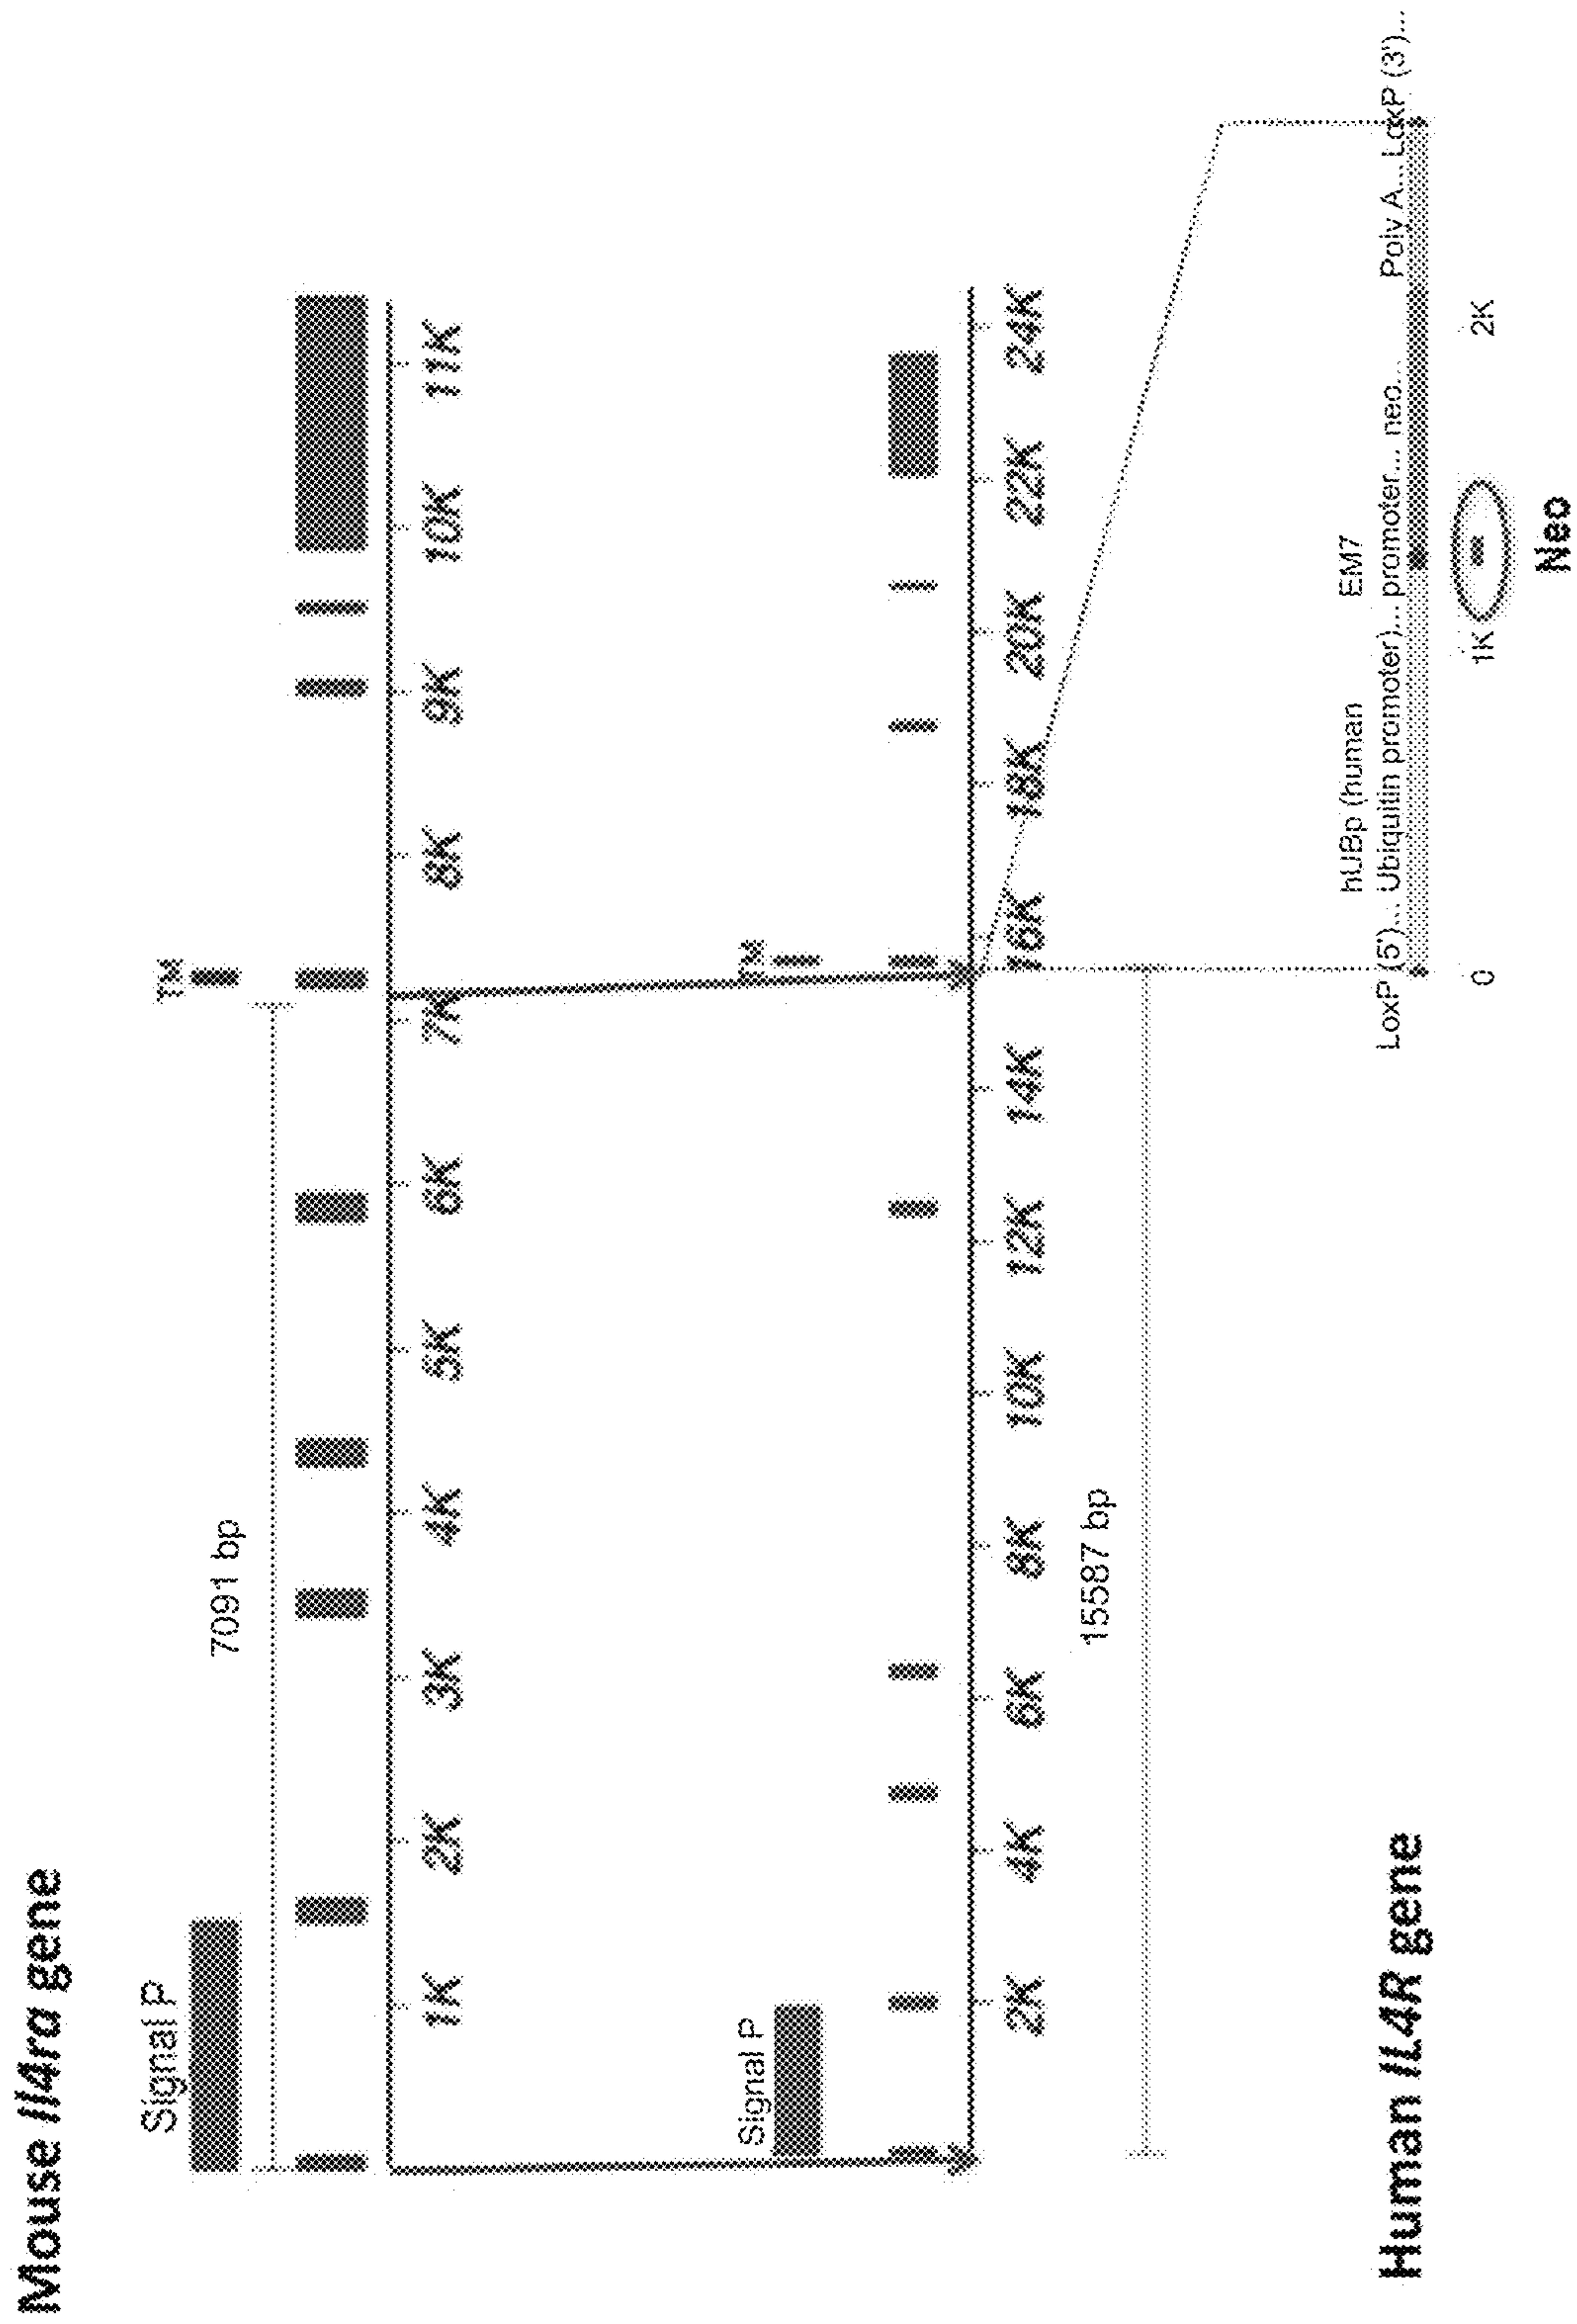 Mouse Il4ra gene
Signal P
TM
7091 bp
1K 2K 3K 4K 5K 6K 7K 8K 9K 10K 11K
Signal P
TM
2K 4K 6K 8K 10K 12K 14K 16K 18K 20K 22K 24K
15587 bp
Human IL4R gene
hUBp (human EM7
LoxP (5')... Ubiquitin promoter)... promoter... neo... Poly A... LoxP (3')...
0 1K 2K
Neo